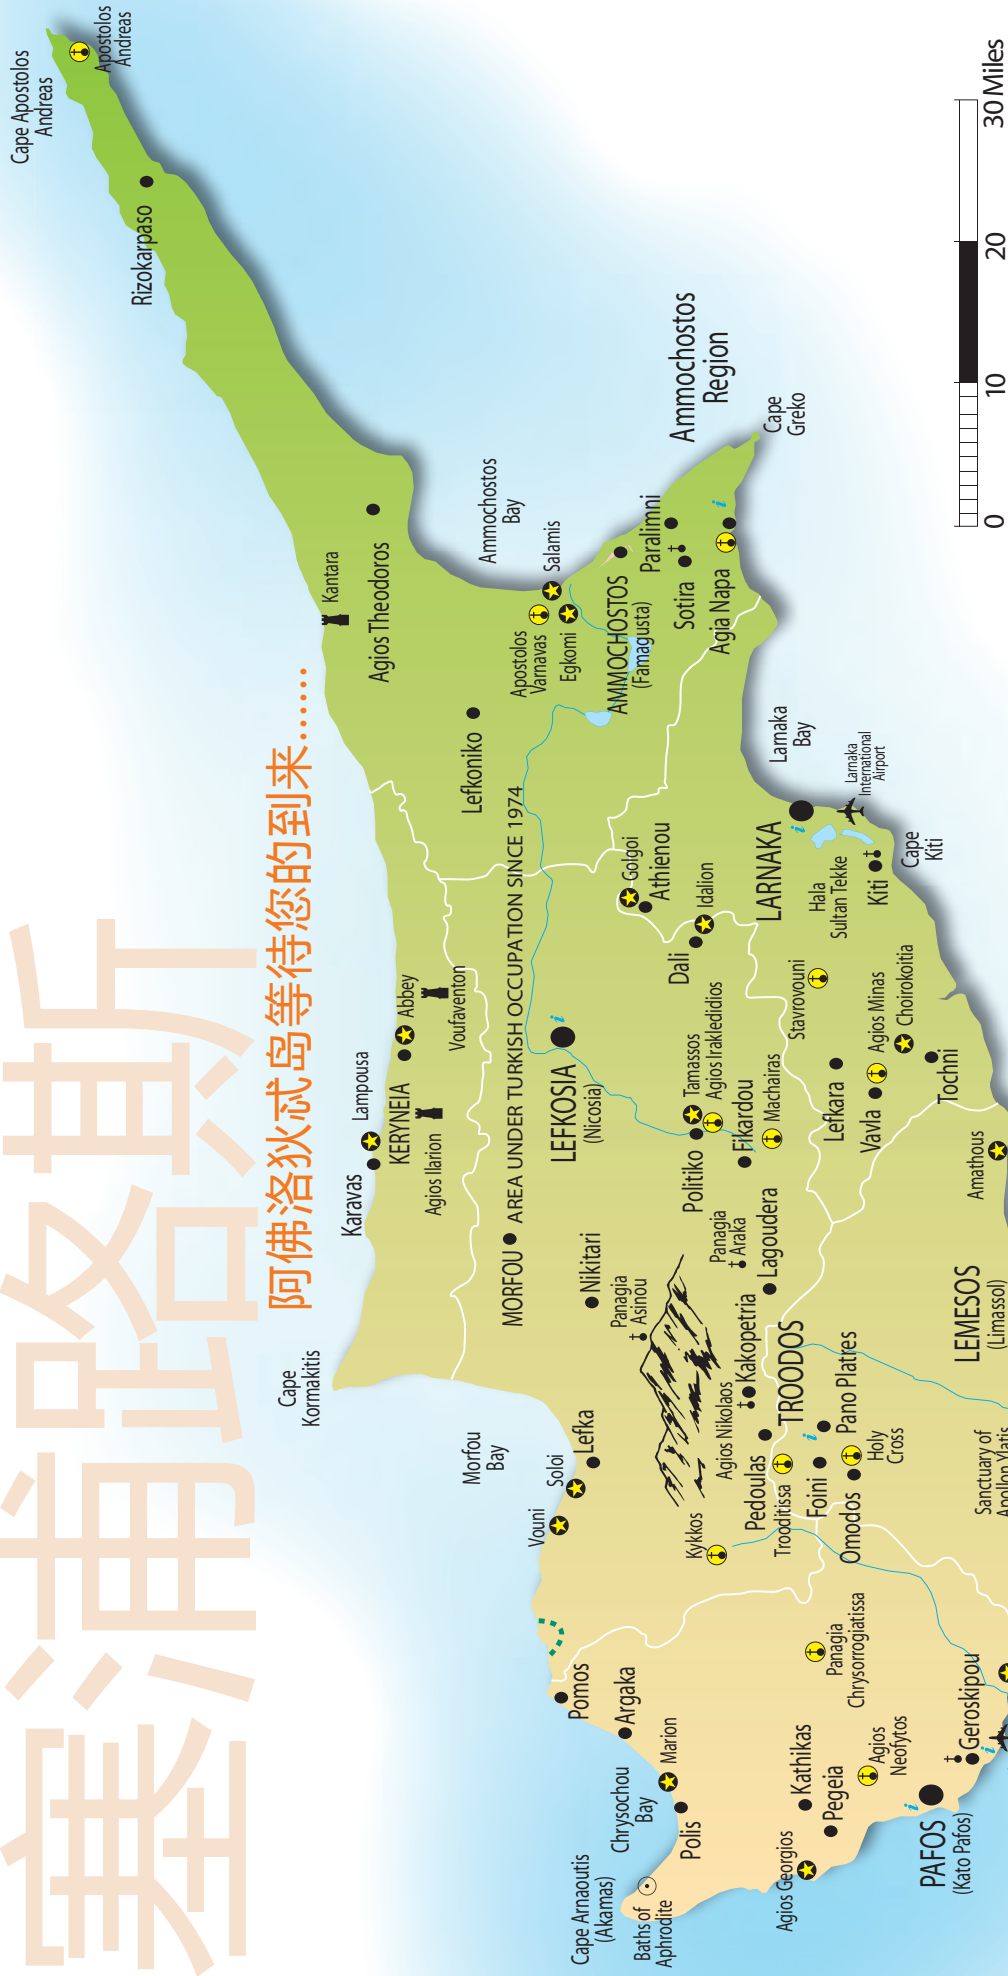 塞浦路斯
阿佛洛狄忒岛等待您的到来……
Cape Apostolos
Andreas
Apostolos
Andreas
Rizokarpaso
Kantara
Agios Theodoros
Cape
Kormakitis
Karavas
Lampousa
KERYNEIA
Abbey
Agios Ilarion
Voufaventon
Lefkoniko
Ammochostos
Bay
Morfou
Bay
MORFOU
AREA UNDER TURKISH OCCUPATION SINCE 1974
Salamis
Apostolos
Varnavas
Egkomi
Vouni
Soloi
Lefka
Nikitari
LEFKOSIA
(Nicosia)
AMMOCHOSTOS
(Famagusta)
Ammochostos
Region
Paralimni
Sotira
Agia Napa
Cape
Greko
Pomos
Argaka
Cape Arnaoutis
(Akamas)
Chrysochou
Bay
Marion
Polis
Baths of
Aphrodite
Panagia
Asinou
Golgoi
Athienou
Dali
Idalion
Kykkos
Agios Nikolaos
Kakopetria
Panagia
Araka
Lagoudera
Politiko
Tamassos
Agios Irakledidios
Fikardou
Machairas
Larnaka
Bay
LARNAKA
Larnaka
International
Airport
Pedoulas
TROODOS
Trooditissa
Stavrovouni
Hala
Sultan Tekke
Kiti
Cape
Kiti
Agios Georgios
Kathikas
Pegeia
Panagia
Chrysorrogiatissa
Foini
Pano Platres
Omodos
Holy
Cross
Lefkara
Vavla
Agios Minas
Choirokoitia
Tochni
Agios
Neofytos
PAFOS
(Kato Pafos)
Geroskipou
LEMESOS
(Limassol)
Amathous
Sanctuary of
Apollon Ylatis
0 10 20 30 Miles